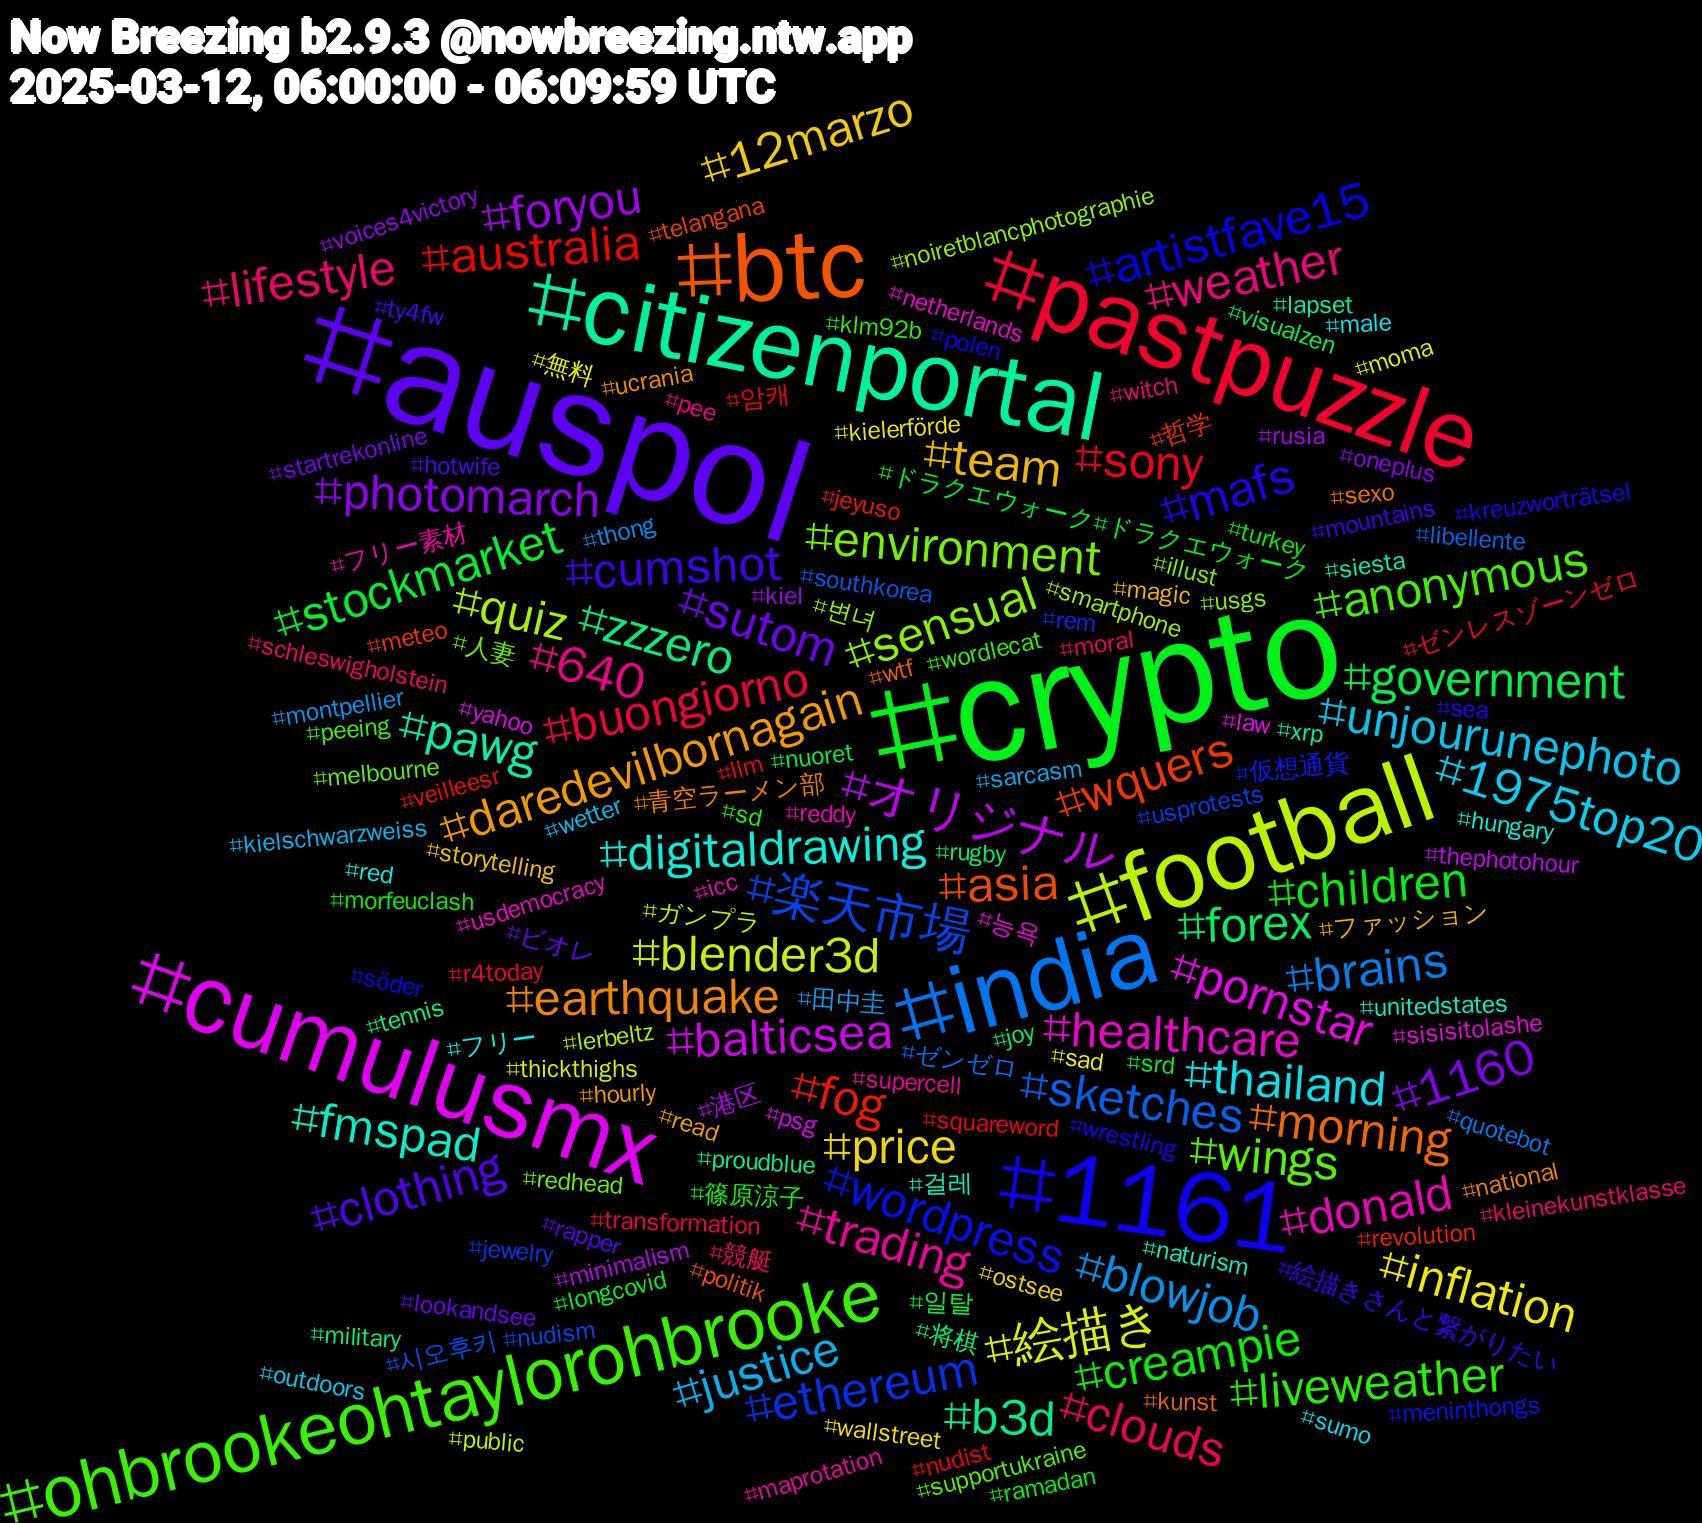 Now Breezing b2.9.3 @nowbreezing.ntw.app
2025-03-12, 06:00:00 - 06:09:59 UTC
#12marzo
#foryou
#voices4victory
#telangana
#noiretblancphotographie
#artistfave15
#australia
#btc
#lifestyle
#weather
#pastpuzzle
#citizenportal
#auspol
#ty4fw
#klm92b
#netherlands
#lapset
#visualzen
#male
#polen
#無料
#moma
#ucrania
#암캐
#pee
#witch
#哲学
#kielerförde
#team
#sony
#rusia
#startrekonline
#hotwife
#oneplus
#photomarch
#mafs
#ドラクエウォーク
#ドラクエウォーク
#sexo
#jeyuso
#mountains
#kreuzworträtsel
#フリー素材
#thong
#environment
#turkey
#libellente
#cumshot
#siesta
#illust
#anonymous
#stockmarket
#southkorea
#magic
#kiel
#quiz
#sutom
#smartphone
#usgs
#변녀
#sensual
#ゼンレスゾーンゼロ
#meteo
#zzzero
#rem
#人妻
#wordlecat
#moral
#schleswigholstein
#640
#wtf
#crypto
#government
#buongiorno
#montpellier
#yahoo
#peeing
#law
#sea
#unjourunephoto
#pawg
#xrp
#daredevilbornagain
#melbourne
#nuoret
#llm
#仮想通貨
#sarcasm
#veilleesr
#青空ラーメン部
#wquers
#1975top20
#オリジナル
#usprotests
#reddy
#sd
#wetter
#kielschwarzweiss
#football
#digitaldrawing
#hungary
#storytelling
#rugby
#red
#thephotohour
#asia
#children
#楽天市場
#icc
#usdemocracy
#morfeuclash
#ガンプラ
#능욕
#forex
#ファッション
#ビオレ
#blender3d
#india
#絵描き
#絵描きさんと繋がりたい
#brains
#pornstar
#r4today
#söder
#earthquake
#田中圭
#cumulusmx
#tennis
#unitedstates
#フリー
#balticsea
#healthcare
#sisisitolashe
#lerbeltz
#joy
#ゼンゼロ
#srd
#sad
#thickthighs
#1160
#thailand
#fog
#sketches
#supercell
#hourly
#港区
#psg
#quotebot
#fmspad
#morning
#read
#price
#squareword
#wrestling
#wings
#proudblue
#걸레
#national
#clothing
#redhead
#篠原涼子
#1161
#inflation
#donald
#wordpress
#kleinekunstklasse
#trading
#transformation
#rapper
#競艇
#revolution
#jewelry
#minimalism
#naturism
#blowjob
#politik
#ostsee
#longcovid
#일탈
#lookandsee
#ohbrookeohtaylorohbrooke
#justice
#military
#시오후키
#nudism
#将棋
#creampie
#liveweather
#outdoors
#ethereum
#kunst
#meninthongs
#b3d
#clouds
#wallstreet
#sumo
#public
#nudist
#supportukraine
#maprotation
#ramadan